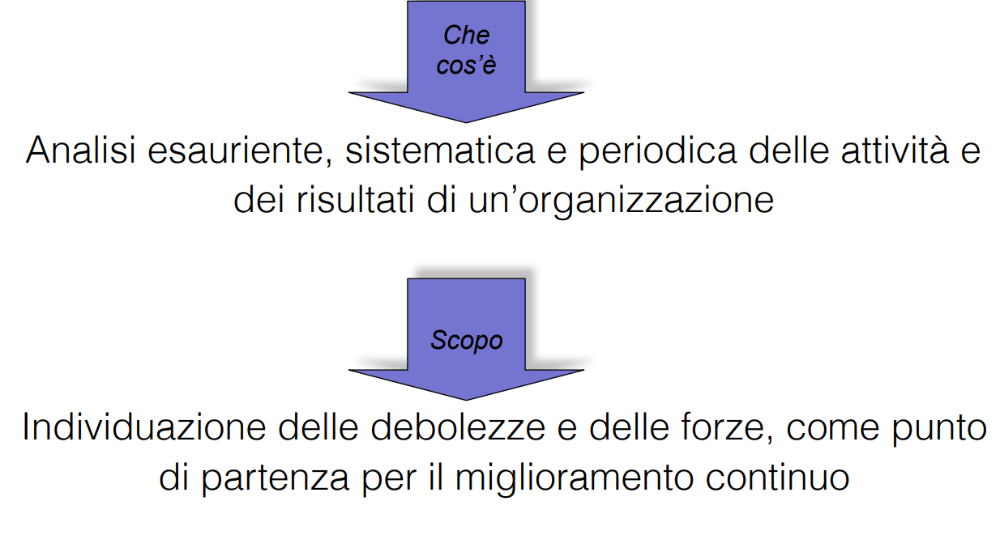 Che
cos’è
Analisi esauriente, sistematica e periodica delle attività e
dei risultati di un’organizzazione
Scopo
Individuazione delle debolezze e delle forze, come punto
di partenza per il miglioramento continuo